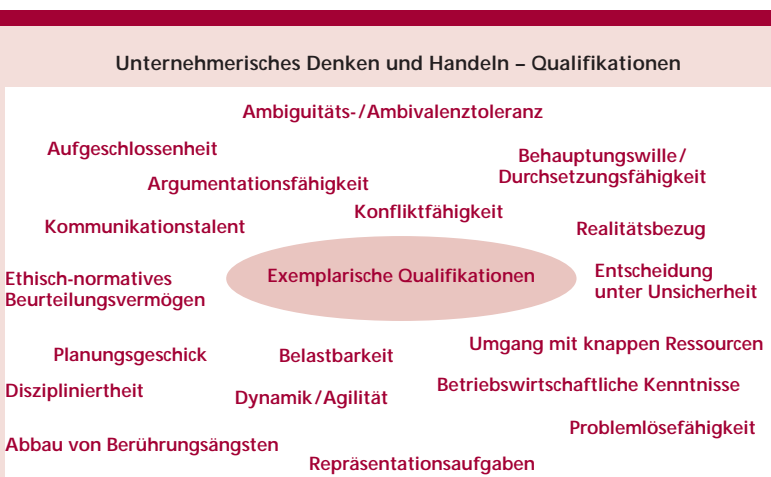 Unternehmerisches Denken und Handeln – Qualifikationen
Ambiguitäts-/Ambivalenztoleranz
Aufgeschlossenheit
Behauptungswille/
Durchsetzungsfähigkeit
Argumentationsfähigkeit
Konfliktfähigkeit
Kommunikationstalent
Realitätsbezug
Ethisch-normatives
Beurteilungsvermögen
Exemplarische Qualifikationen
Entscheidung
unter Unsicherheit
Planungsgeschick
Belastbarkeit
Umgang mit knappen Ressourcen
Diszipliniertheit
Dynamik/Agilität
Betriebswirtschaftliche Kenntnisse
Problemlösefähigkeit
Abbau von Berührungsängsten
Repräsentationsaufgaben